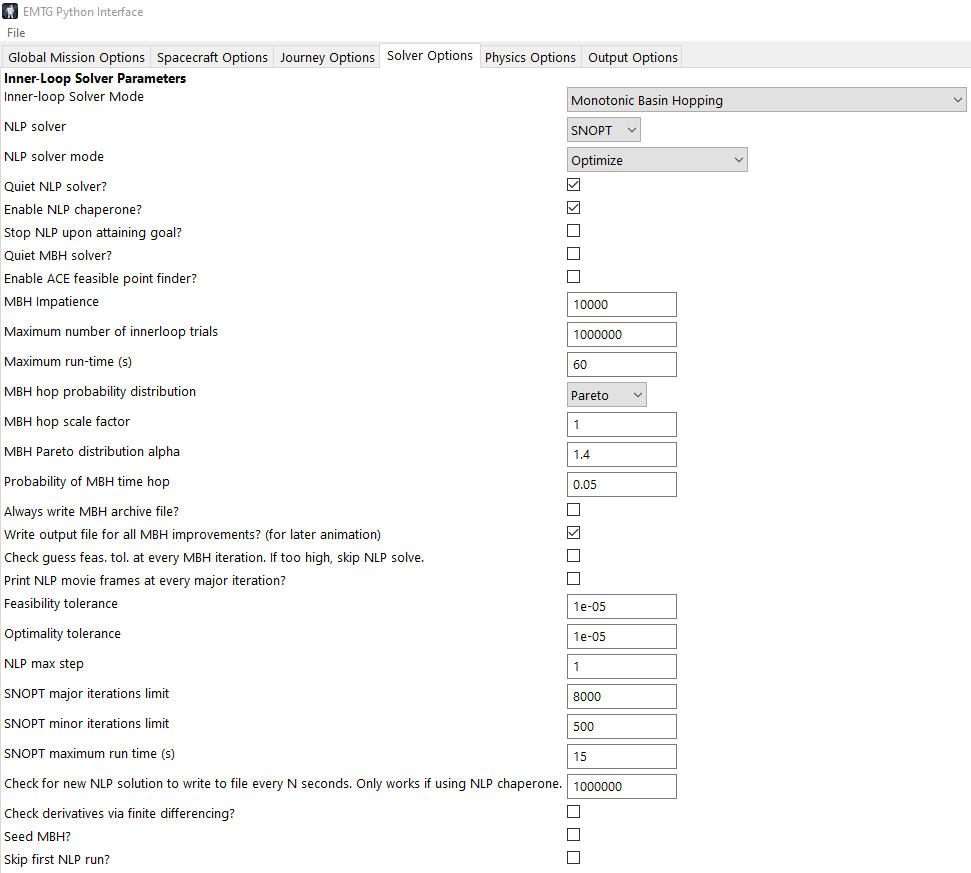 EMTG Python Interface
File
Global Mission Options Spacecraft Options Journey Options Solver Options Physics Options Output Options
Inner-Loop Solver Parameters
Inner-loop Solver Mode Monotonic Basin Hopping
NLP solver SNOPT
NLP solver mode Optimize
Quiet NLP solver?
Enable NLP chaperone?
Stop NLP upon attaining goal?
Quiet MBH solver?
Enable ACE feasible point finder?
MBH Impatience 10000
Maximum number of innerloop trials 1000000
Maximum run-time (s) 60
MBH hop probability distribution Pareto
MBH hop scale factor 1
MBH Pareto distribution alpha 1.4
Probability of MBH time hop 0.05
Always write MBH archive file?
Write output file for all MBH improvements? (for later animation)
Check guess feas. tol. at every MBH iteration. If too high, skip NLP solve.
Print NLP movie frames at every major iteration?
Feasibility tolerance 1e-05
Optimality tolerance 1e-05
NLP max step 1
SNOPT major iterations limit 8000
SNOPT minor iterations limit 500
SNOPT maximum run time (s) 15
Check for new NLP solution to write to file every N seconds. Only works if using NLP chaperone. 1000000
Check derivatives via finite differencing?
Seed MBH?
Skip first NLP run?